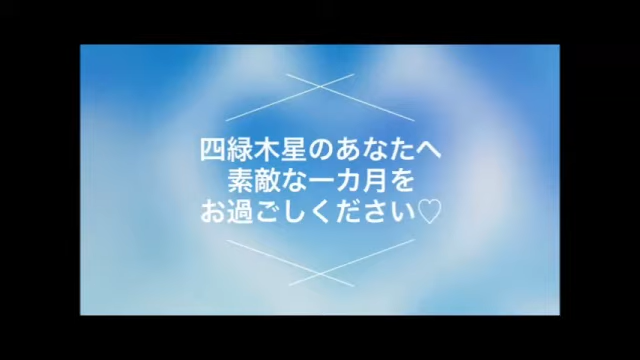 四緑木星のあなたへ
素敵な一カ月を
お過ごしください♡